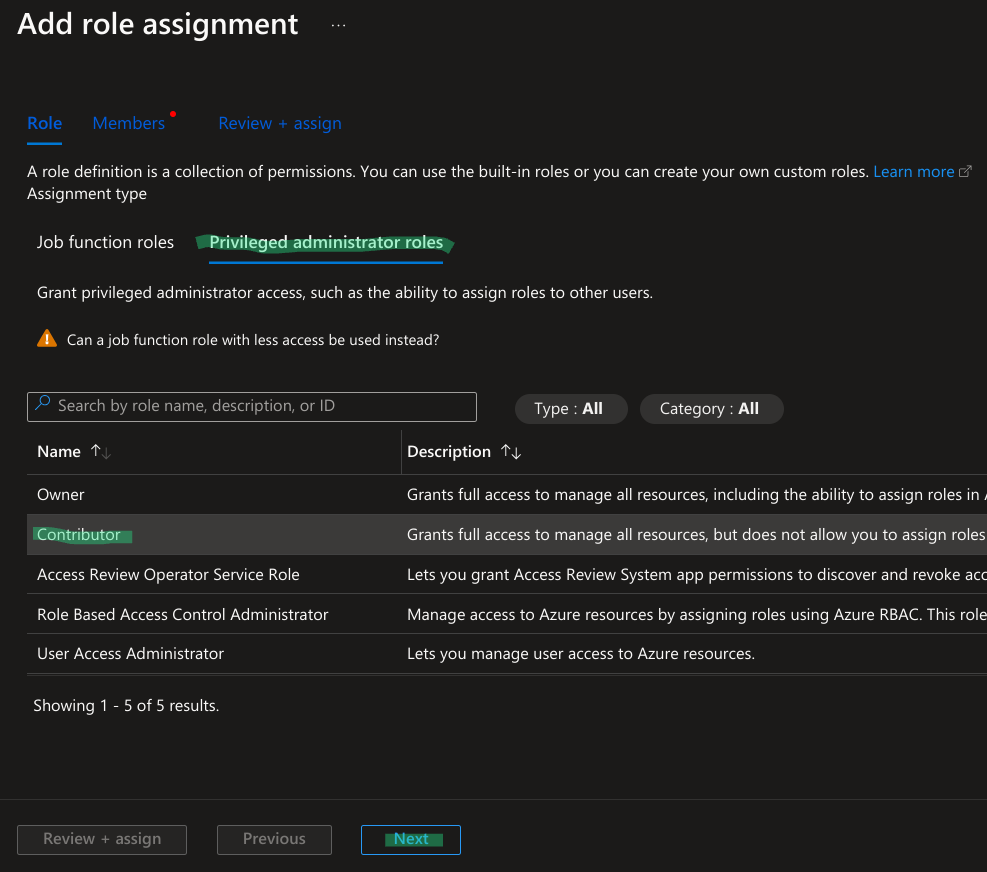 Add role assignment ...
Role Members Review + assign
A role definition is a collection of permissions. You can use the built-in roles or you can create your own custom roles. Learn more
Assignment type
Job function roles Privileged administrator roles
Grant privileged administrator access, such as the ability to assign roles to other users.
Can a job function role with less access be used instead?
Search by role name, description, or ID Type : All Category : All
Name ↑↓ Description ↑↓
Owner Grants full access to manage all resources, including the ability to assign roles in
Contributor Grants full access to manage all resources, but does not allow you to assign roles
Access Review Operator Service Role Lets you grant Access Review System app permissions to discover and revoke
Role Based Access Control Administrator Manage access to Azure resources by assigning roles using Azure RBAC. This role
User Access Administrator Lets you manage user access to Azure resources.
Showing 1 - 5 of 5 results.
Review + assign Previous Next